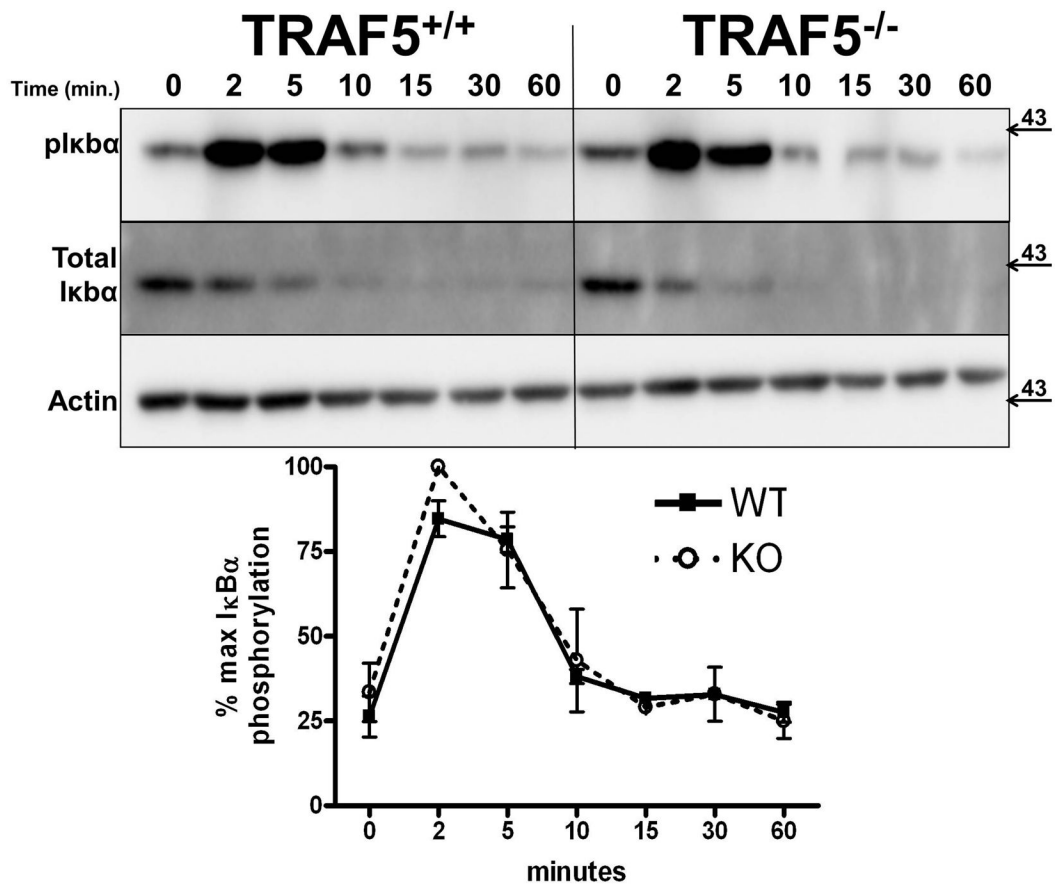 TRAF5+/+ TRAF5-/-
Time (min.) 0 2 5 10 15 30 60 0 2 5 10 15 30 60
pIκbα 43
Total
Iκbα 43
Actin 43
% max IκBα
phosphorylation
100
75
50
25
0
WT
KO
0 2 5 10 15 30 60
minutes